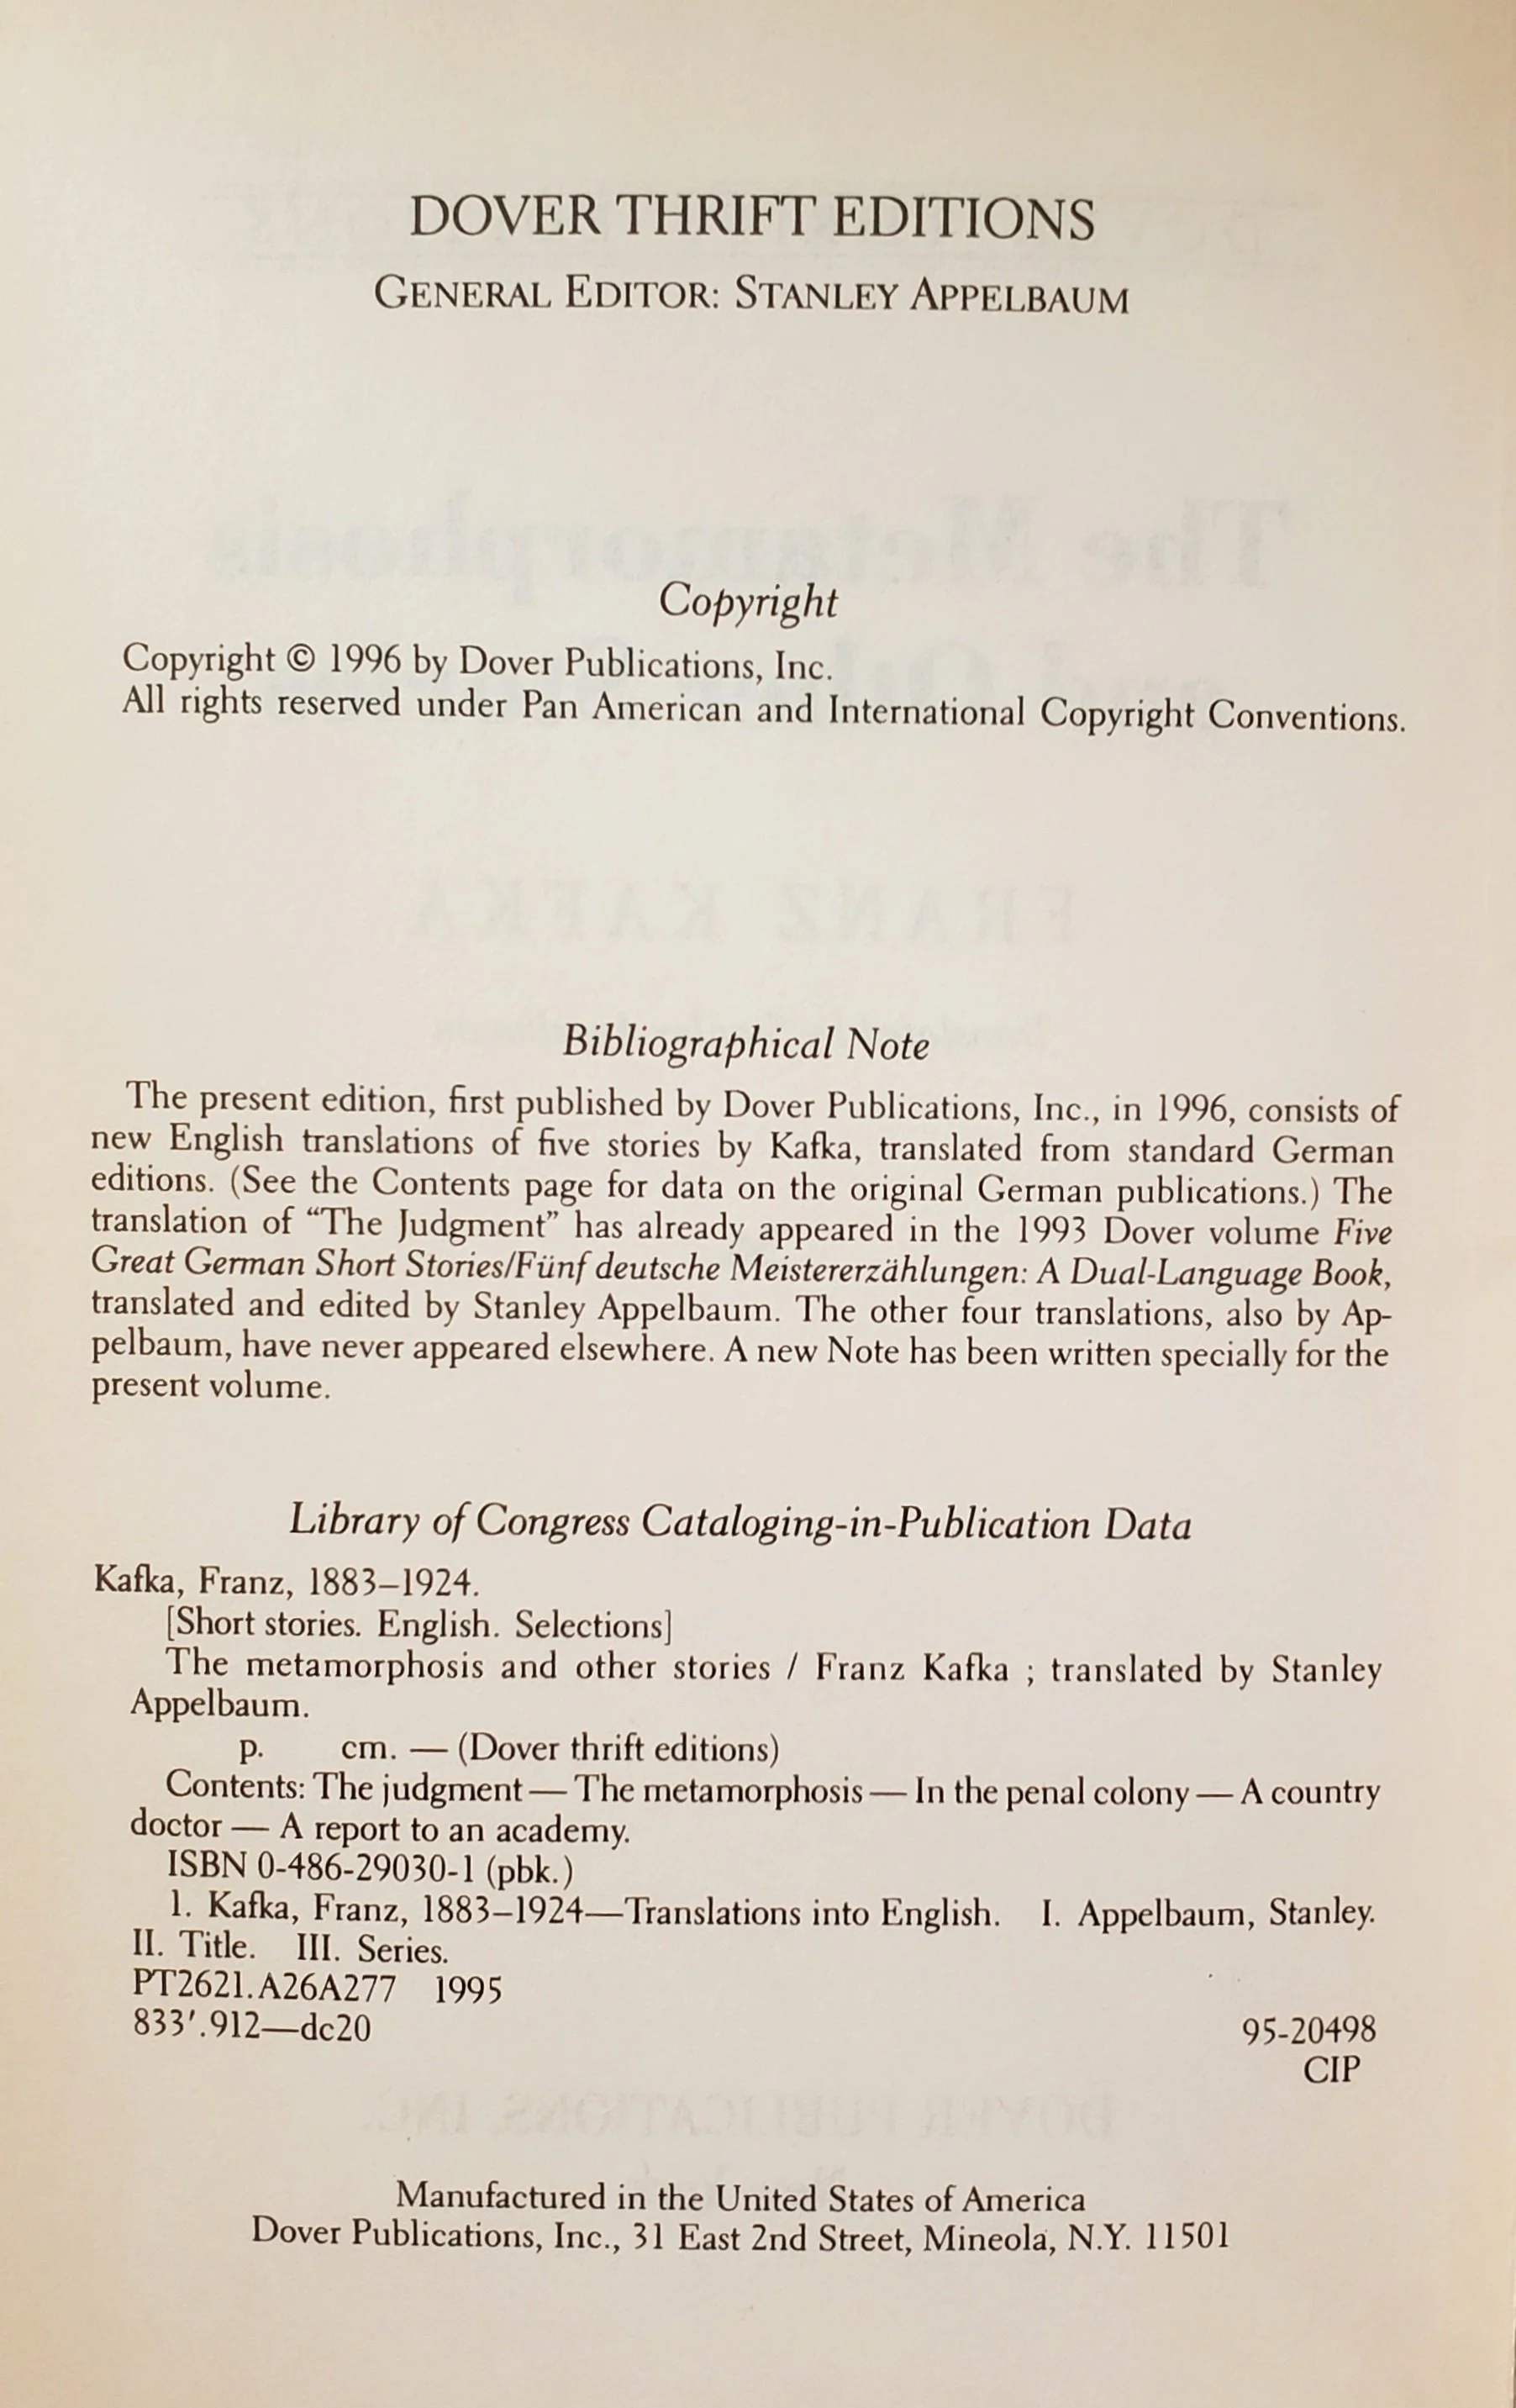 DOVER THRIFT EDITIONS
GENERAL EDITOR: STANLEY APPELBAUM
Copyright
Copyright © 1996 by Dover Publications, Inc.
All rights reserved under Pan American and International Copyright Conventions.
Bibliographical Note
The present edition, first published by Dover Publications, Inc., in 1996, consists of
new English translations of five stories by Kafka, translated from standard German
editions. (See the Contents page for data on the original German publications.) The
translation of “The Judgment” has already appeared in the 1993 Dover volume Five
Great German Short Stories/Fünf deutsche Meistererzählungen: A Dual-Language Book,
translated and edited by Stanley Appelbaum. The other four translations, also by Ap-
pelbaum, have never appeared elsewhere. A new Note has been written specially for the
present volume.
Library of Congress Cataloging-in-Publication Data
Kafka, Franz, 1883–1924.
[Short stories. English. Selections]
The metamorphosis and other stories / Franz Kafka ; translated by Stanley
Appelbaum.
p. cm. — (Dover thrift editions)
Contents: The judgment — The metamorphosis — In the penal colony — A country
doctor — A report to an academy.
ISBN 0-486-29030-1 (pbk.)
1. Kafka, Franz, 1883–1924—Translations into English. I. Appelbaum, Stanley.
II. Title. III. Series.
PT2621.A26A277 1995
833′.912—dc20 95-20498
CIP
Manufactured in the United States of America
Dover Publications, Inc., 31 East 2nd Street, Mineola, N.Y. 11501